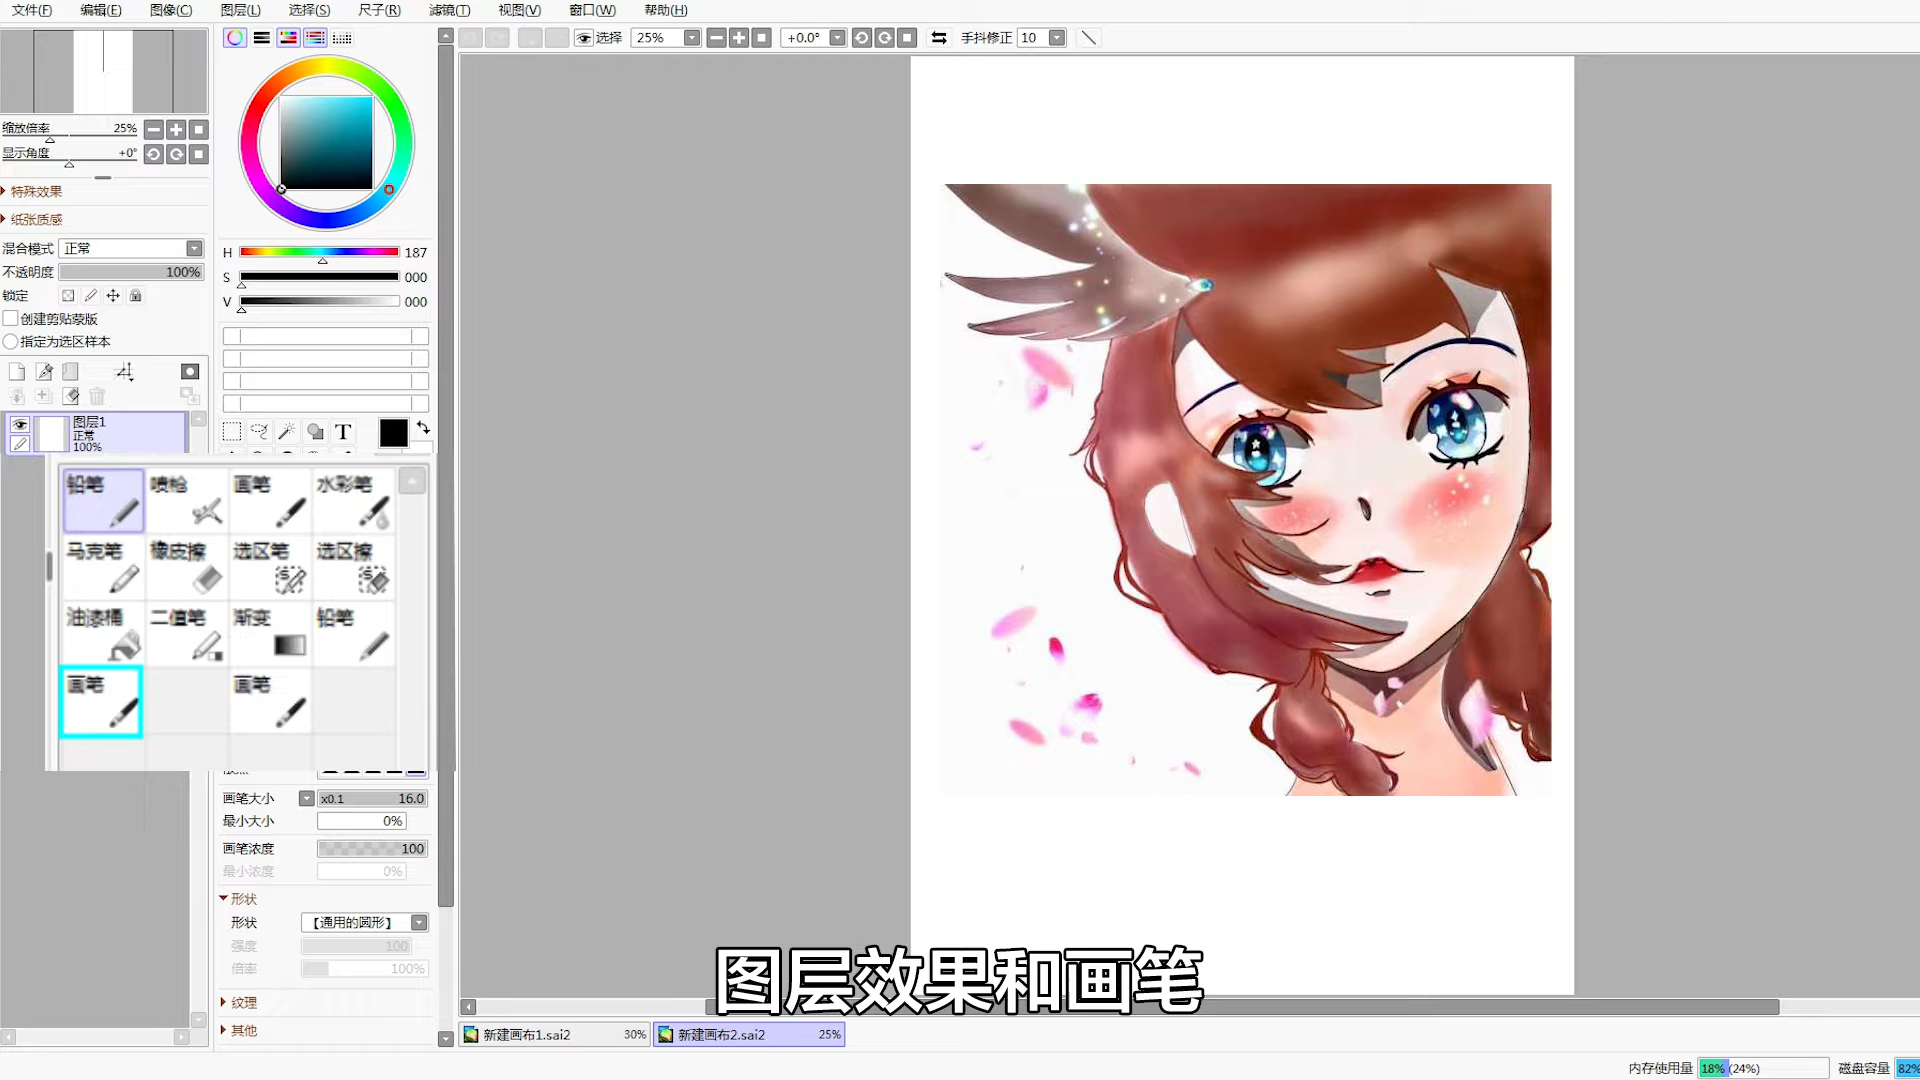 文件(F) 编辑(E) 图像(C) 图层(L) 选择(S) 尺子(R) 滤镜(T) 视图(V) 窗口(W) 帮助(H)
选择 25% +0.0° 手抖修正 10
缩放倍率 25%
显示角度 +0°
特殊效果
纸张质感
混合模式 正常
不透明度 100%
锁定
创建剪贴蒙版
指定为选区样本
图层1
正常
100%
H 187
S 000
V 000
T
铅笔 喷枪 画笔 水彩笔
马克笔 橡皮擦 选区笔 选区擦
油漆桶 二值笔 渐变 铅笔
画笔 画笔
画笔大小 x0.1 16.0
最小大小 0%
画笔浓度 100
最小浓度 0%
形状
形状 【通用的圆形】
强度 100
倍率 100%
纹理
其他
图层效果和画笔
新建画布1.sai2 30% 新建画布2.sai2 25%
内存使用量 18% (24%) 磁盘容量 82%